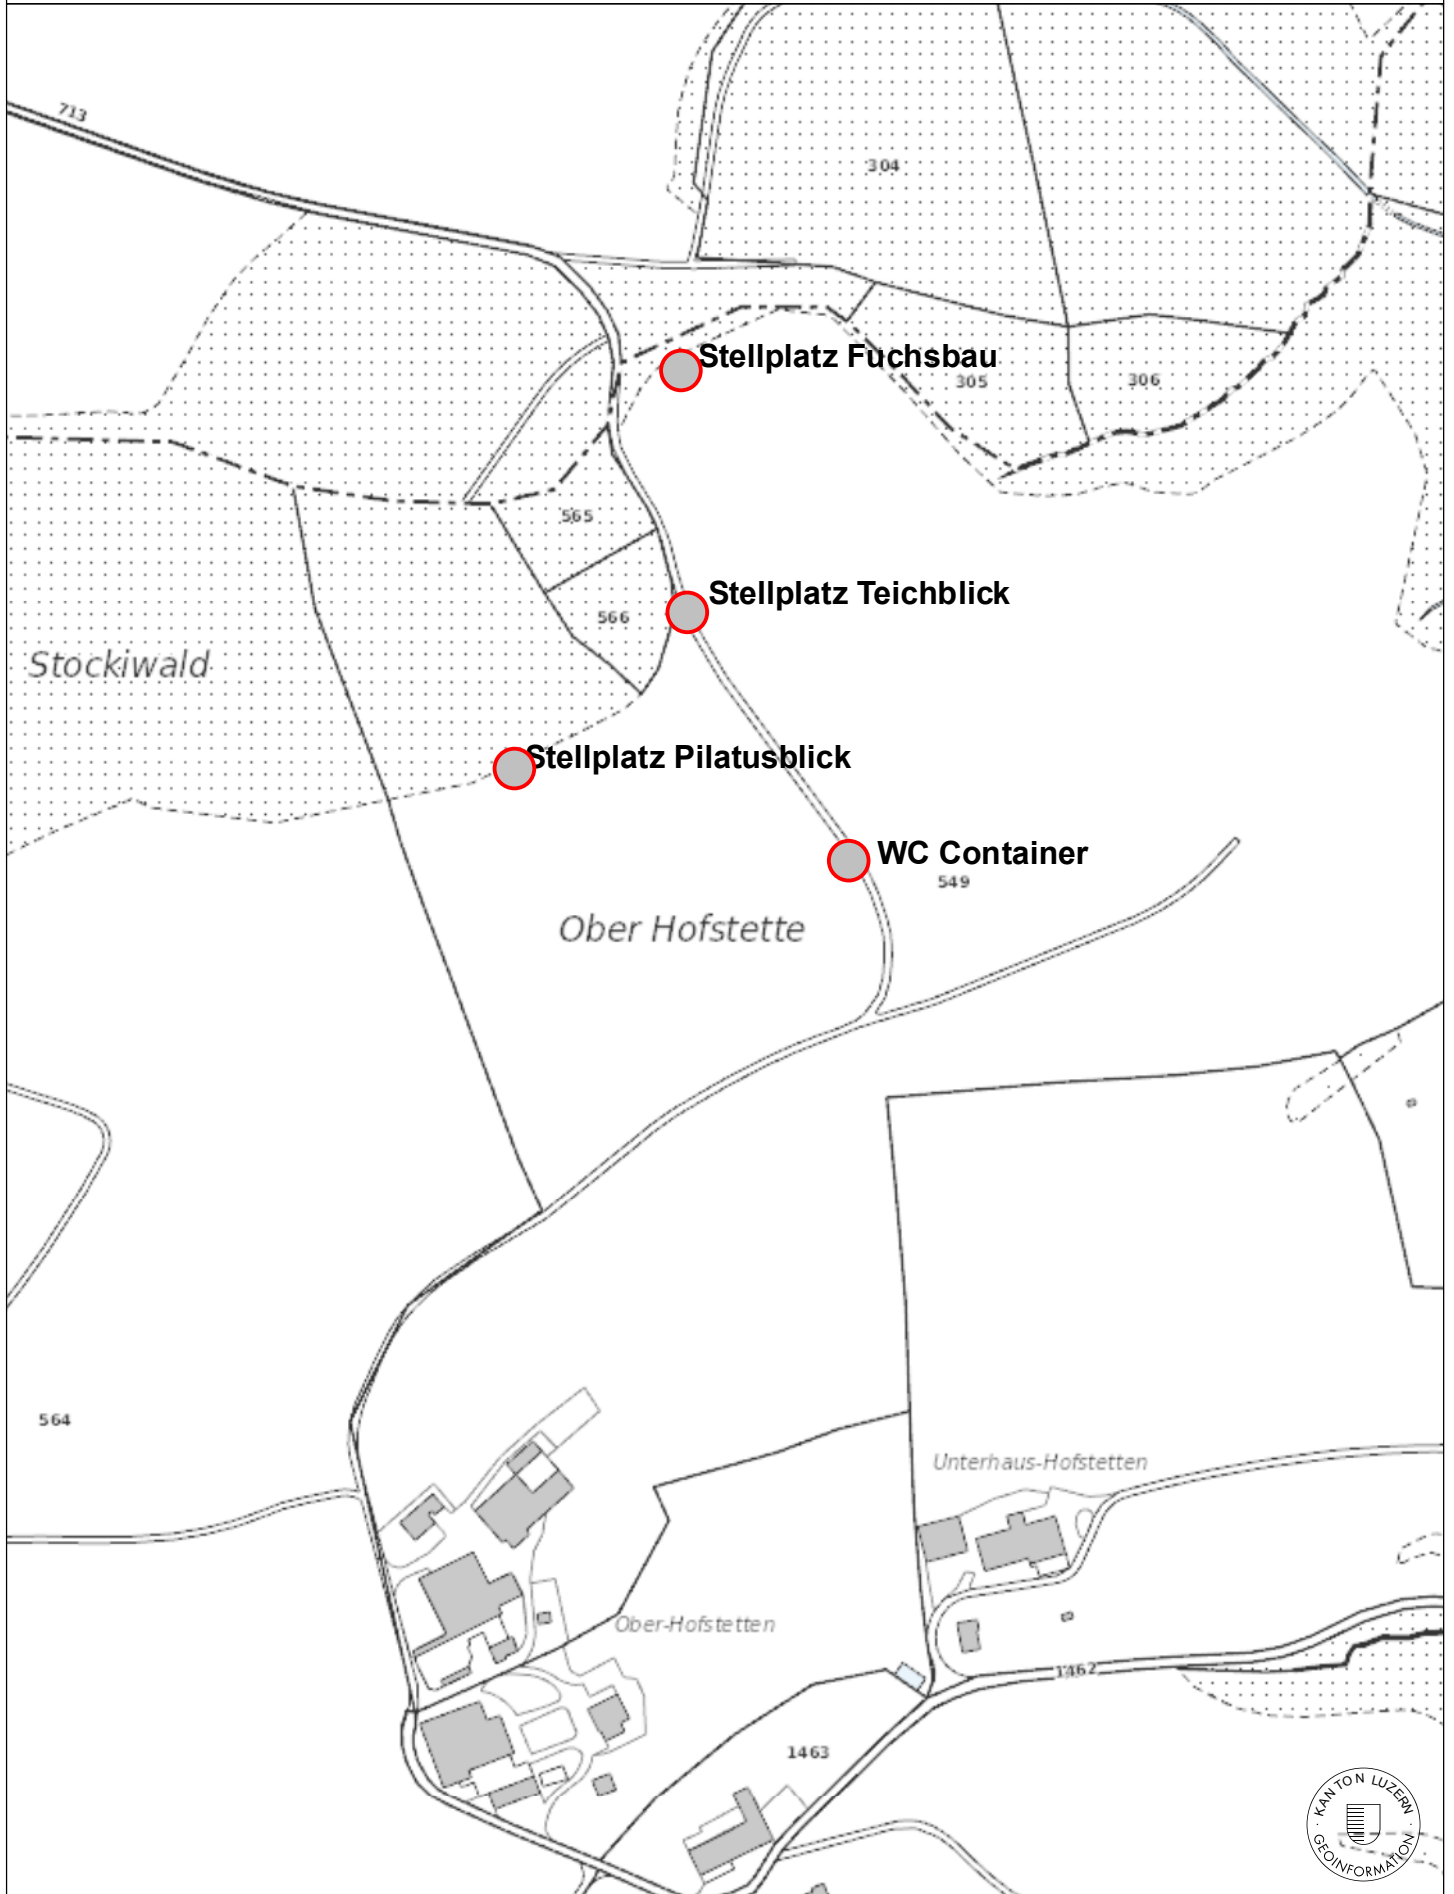 713
304
Stellplatz Fuchsbau
305
306
565
Stellplatz Teichblick
566
Stockiwald
Stellplatz Pilatusblick
WC Container
549
Ober Hofstette
564
Unterhaus-Hofstetten
Ober-Hofstetten
1462
1463
KANTON LUZERN
GEOINFORMATION